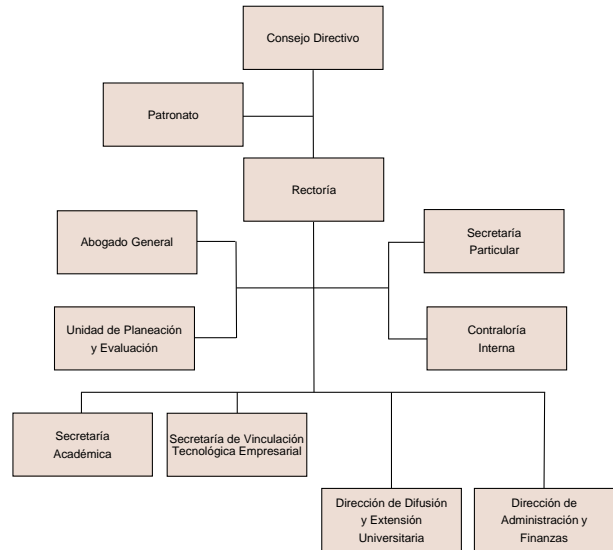 Consejo Directivo
Patronato
Rectoría
Abogado General
Secretaría
Particular
Unidad de Planeación
y Evaluación
Contraloría
Interna
Secretaría
Académica
Secretaría de Vinculación
Tecnológica Empresarial
Dirección de Difusión
y Extensión
Universitaria
Dirección de
Administración y
Finanzas